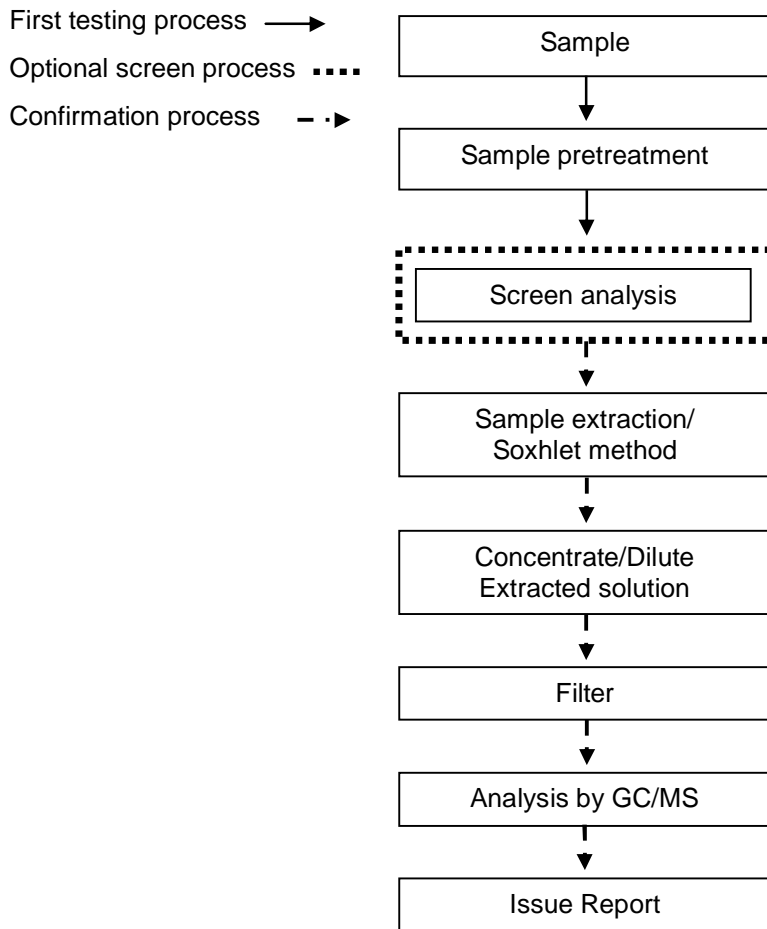 First testing process
Optional screen process
Confirmation process
Sample
Sample pretreatment
Screen analysis
Sample extraction/
Soxhlet method
Concentrate/Dilute
Extracted solution
Filter
Analysis by GC/MS
Issue Report